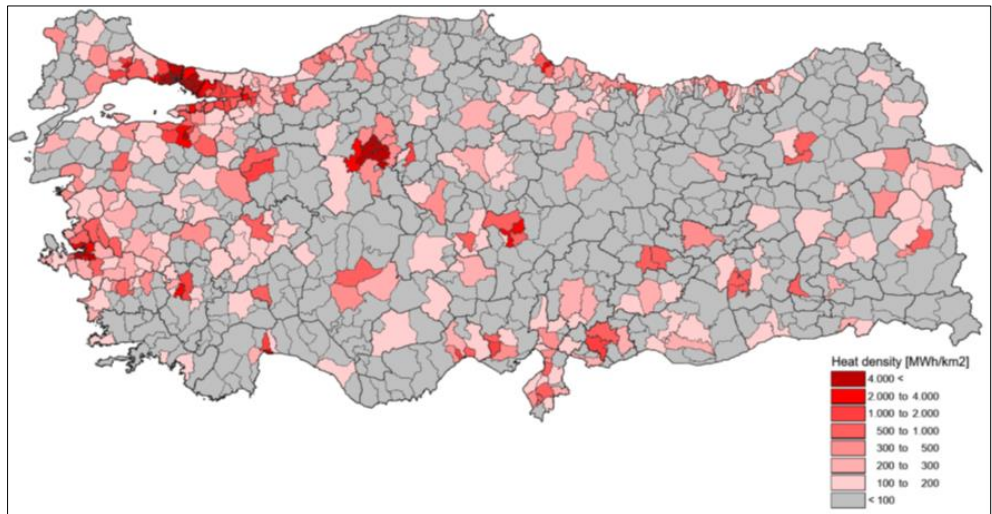 Heat density [MWh/km2]
4.000 <
2.000 to 4.000
1.000 to 2.000
500 to 1.000
300 to 500
200 to 300
100 to 200
< 100